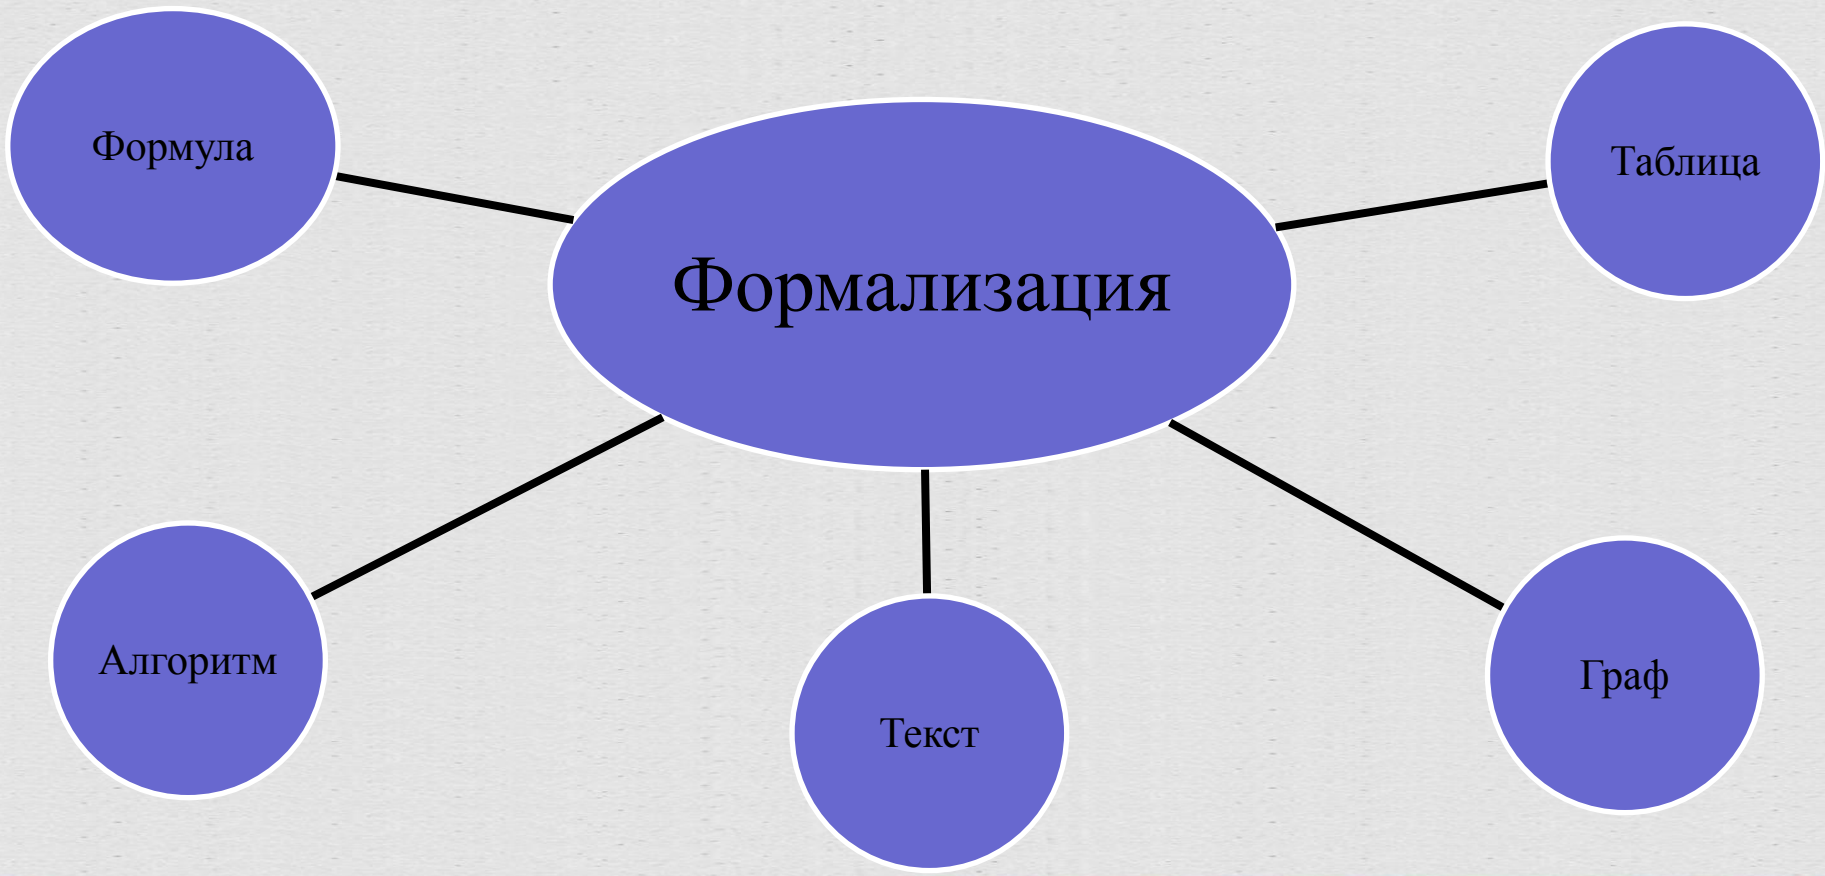 Формула
Таблица
Формализация
Алгоритм
Граф
Текст